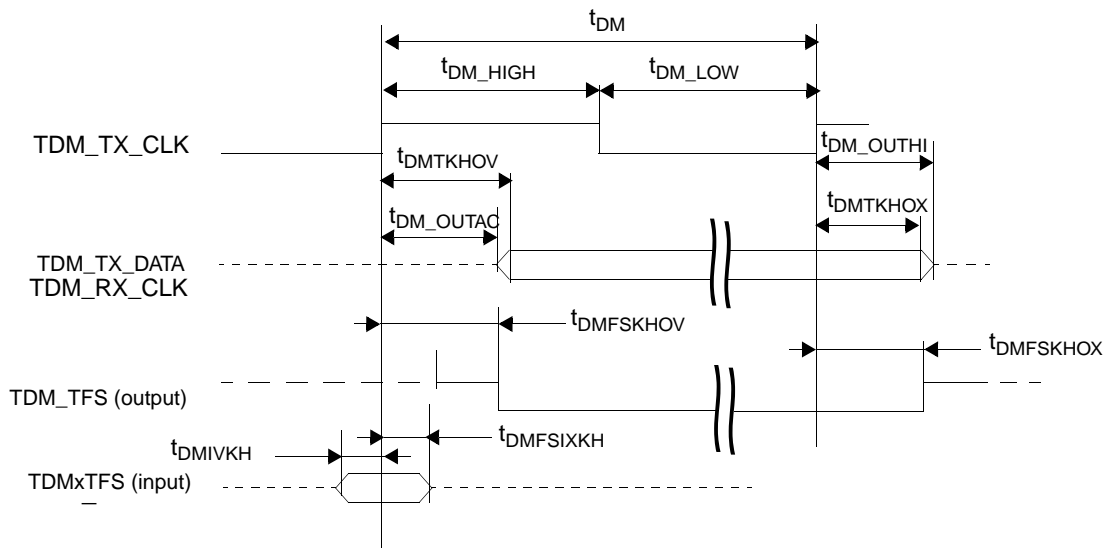 tDM
tDM_HIGH
tDM_LOW
TDM_TX_CLK
tDM_OUTHI
tDMTKHOV
tDMTKHOX
tDM_OUTAC
TDM_TX_DATA
TDM_RX_CLK
tDMFSKHOV
tDMFSKHOX
TDM_TFS (output)
tDMIVKH
tDMFSIXKH
TDMxTFS (input)
_